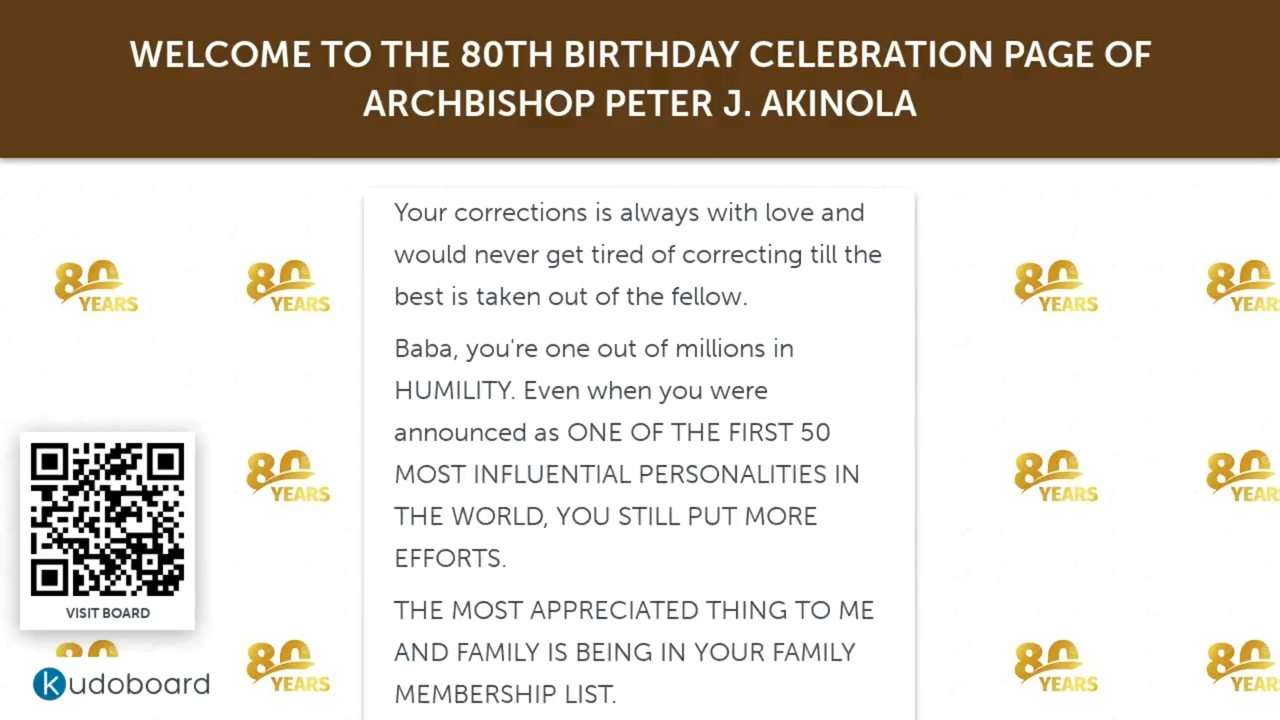 WELCOME TO THE 80TH BIRTHDAY CELEBRATION PAGE OF
ARCHBISHOP PETER J. AKINOLA
Your corrections is always with love and
would never get tired of correcting till the
best is taken out of the fellow.
Baba, you're one out of millions in
HUMILITY. Even when you were
announced as ONE OF THE FIRST 50
MOST INFLUENTIAL PERSONALITIES IN
THE WORLD, YOU STILL PUT MORE
EFFORTS.
THE MOST APPRECIATED THING TO ME
AND FAMILY IS BEING IN YOUR FAMILY
MEMBERSHIP LIST.
80 YEARS
80 YEARS
80 YEARS
80 YEARS
80 YEARS
80 YEARS
80 YEARS
VISIT BOARD
80
80 YEARS
80 YEARS
80 YEARS
kudoboard